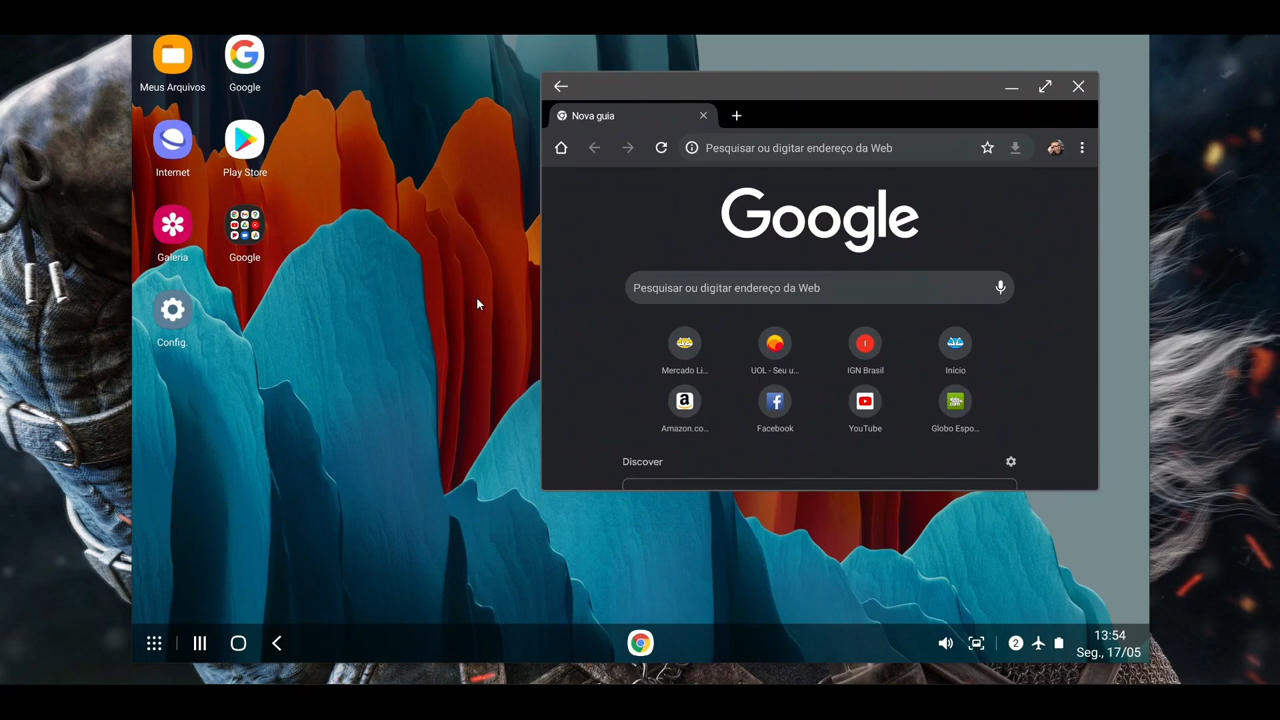 Meus Arquivos
Google
Internet
Play Store
Galeria
Google
Config.
Nova guia
Pesquisar ou digitar endereço da Web
Google
Pesquisar ou digitar endereço da Web
Mercado Li...
UOL - Seu u...
I
IGN Brasil
Início
a
Amazon.co...
Facebook
YouTube
Globo Espo...
Discover
2
13:54
Seg., 17/05